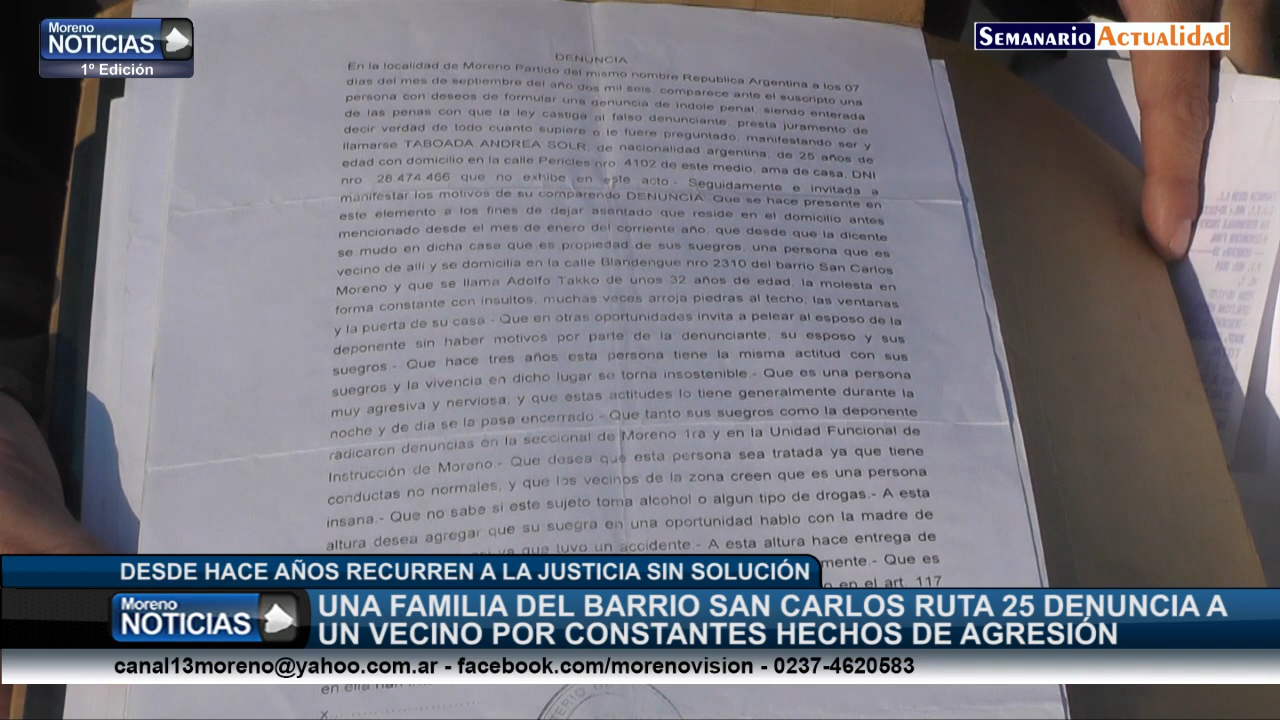 Moreno
NOTICIAS
1º Edición
SEMANARIO ACTUALIDAD
DENUNCIA
En la localidad de Moreno Partido del mismo nombre Republica Argentina a los 07
dias del mes de septiembre del año dos mil seis, comparece ante el suscripto una
persona con deseos de formular una denuncia de indole penal, siendo enterada
de las penas con que la ley castiga al falso denunciante, presta juramento de
decir verdad de todo cuanto supiere o le fuere preguntado, manifestando ser y
llamarse TABOADA ANDREA SOLR, de nacionalidad argentina, de 25 años de
edad con domicilio en la calle Pericles nro 4102 de este medio, ama de casa, DNI
nro. 28.474.466 que no exhibe en este acto.- Seguidamente e invitada a
manifestar los motivos de su comparendo DENUNCIA: Que se hace presente en
este elemento a los fines de dejar asentado que reside en el domicilio antes
mencionado desde el mes de enero del corriente año, que desde que la dicente
se mudo en dicha casa que es propiedad de sus suegros, una persona que es
vecino de alli y se domicilia en la calle Blandengue nro 2310 del barrio San Carlos
Moreno y que se llama Adolfo Takko de unos 32 años de edad, la molesta en
forma constante con insultos, muchas veces arroja piedras al techo, las ventanas
y la puerta de su casa.- Que en otras oportunidades invita a pelear al esposo de la
deponente sin haber motivos por parte de la denunciante, su esposo y sus
suegros.- Que hace tres años esta persona tiene la misma actitud con sus
suegros y la vivencia en dicho lugar se torna insostenible.- Que es una persona
muy agresiva y nerviosa, y que estas actitudes lo tiene generalmente durante la
noche y de dia se la pasa encerrado.- Que tanto sus suegros como la deponente
radicaron denuncias en la seccional de Moreno 1ra y en la Unidad Funcional de
Instrucción de Moreno.- Que desea que esta persona sea tratada ya que tiene
conductas no normales, y que los vecinos de la zona creen que es una persona
insana.- Que no sabe si este sujeto toma alcohol o algun tipo de drogas.- A esta
altura desea agregar que su suegra en una oportunidad hablo con la madre de
ya que tuvo un accidente.- A esta altura hace entrega de
mente.- Que es
en el art. 117
DESDE HACE AÑOS RECURREN A LA JUSTICIA SIN SOLUCIÓN
Moreno
NOTICIAS
UNA FAMILIA DEL BARRIO SAN CARLOS RUTA 25 DENUNCIA A
UN VECINO POR CONSTANTES HECHOS DE AGRESIÓN
canal13moreno@yahoo.com.ar - facebook.com/morenovision - 0237-4620583